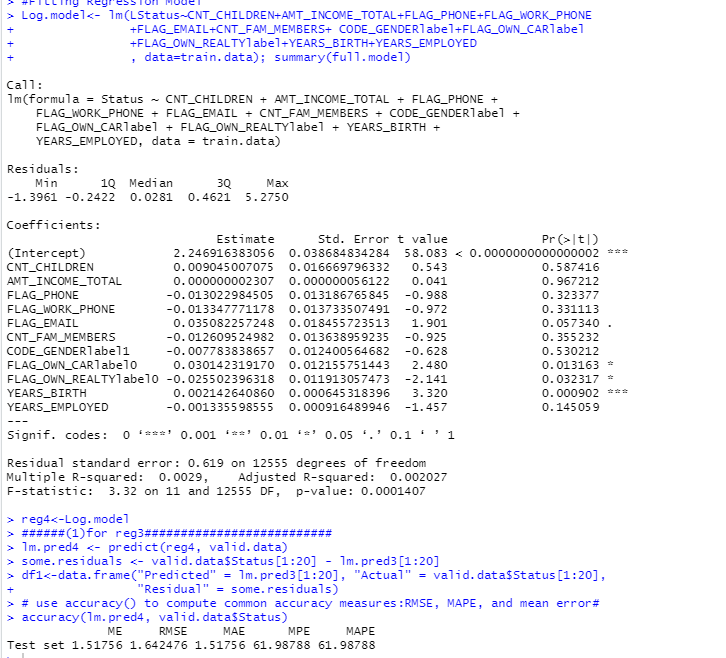 > #Fitting Regression Model
> Log.model<- lm(LStatus~CNT_CHILDREN+AMT_INCOME_TOTAL+FLAG_PHONE+FLAG_WORK_PHONE
+               +FLAG_EMAIL+CNT_FAM_MEMBERS+ CODE_GENDERlabel+FLAG_OWN_CARlabel
+               +FLAG_OWN_REALTYlabel+YEARS_BIRTH+YEARS_EMPLOYED
+               , data=train.data); summary(full.model)

Call:
lm(formula = Status ~ CNT_CHILDREN + AMT_INCOME_TOTAL + FLAG_PHONE +
    FLAG_WORK_PHONE + FLAG_EMAIL + CNT_FAM_MEMBERS + CODE_GENDERlabel +
    FLAG_OWN_CARlabel + FLAG_OWN_REALTYlabel + YEARS_BIRTH +
    YEARS_EMPLOYED, data = train.data)

Residuals:
    Min      1Q  Median      3Q     Max
-1.3961 -0.2422  0.0281  0.4621  5.2750

Coefficients:
                            Estimate      Std. Error t value             Pr(>|t|)
(Intercept)           2.246916383056  0.038684834284  58.083 < 0.0000000000000002 ***
CNT_CHILDREN          0.009045007075  0.016669796332   0.543             0.587416
AMT_INCOME_TOTAL      0.000000002307  0.000000056122   0.041             0.967212
FLAG_PHONE           -0.013022984505  0.013186765845  -0.988             0.323377
FLAG_WORK_PHONE      -0.013347771178  0.013733507491  -0.972             0.331113
FLAG_EMAIL            0.035082257248  0.018455723513   1.901             0.057340 .
CNT_FAM_MEMBERS      -0.012609524982  0.013638959235  -0.925             0.355232
CODE_GENDERlabel1    -0.007783838657  0.012400564682  -0.628             0.530212
FLAG_OWN_CARlabel0    0.030142319170  0.012155751443   2.480             0.013163 *
FLAG_OWN_REALTYlabel0 -0.025502396318  0.011913057473  -2.141             0.032317 *
YEARS_BIRTH           0.002142640860  0.000645318396   3.320             0.000902 ***
YEARS_EMPLOYED       -0.001335598555  0.000916489946  -1.457             0.145059
---
Signif. codes:  0 ‘***’ 0.001 ‘**’ 0.01 ‘*’ 0.05 ‘.’ 0.1 ‘ ’ 1

Residual standard error: 0.619 on 12555 degrees of freedom
Multiple R-squared:  0.0029,    Adjusted R-squared:  0.002027
F-statistic:  3.32 on 11 and 12555 DF,  p-value: 0.0001407

> reg4<-Log.model
> ######(1)for reg3#########################
> lm.pred4 <- predict(reg4, valid.data)
> some.residuals <- valid.data$Status[1:20] - lm.pred3[1:20]
> df1<-data.frame("Predicted" = lm.pred3[1:20], "Actual" = valid.data$Status[1:20],
+                "Residual" = some.residuals)
> # use accuracy() to compute common accuracy measures:RMSE, MAPE, and mean error#
> accuracy(lm.pred4, valid.data$Status)
              ME     RMSE     MAE      MPE     MAPE
Test set 1.51756 1.642476 1.51756 61.98788 61.98788